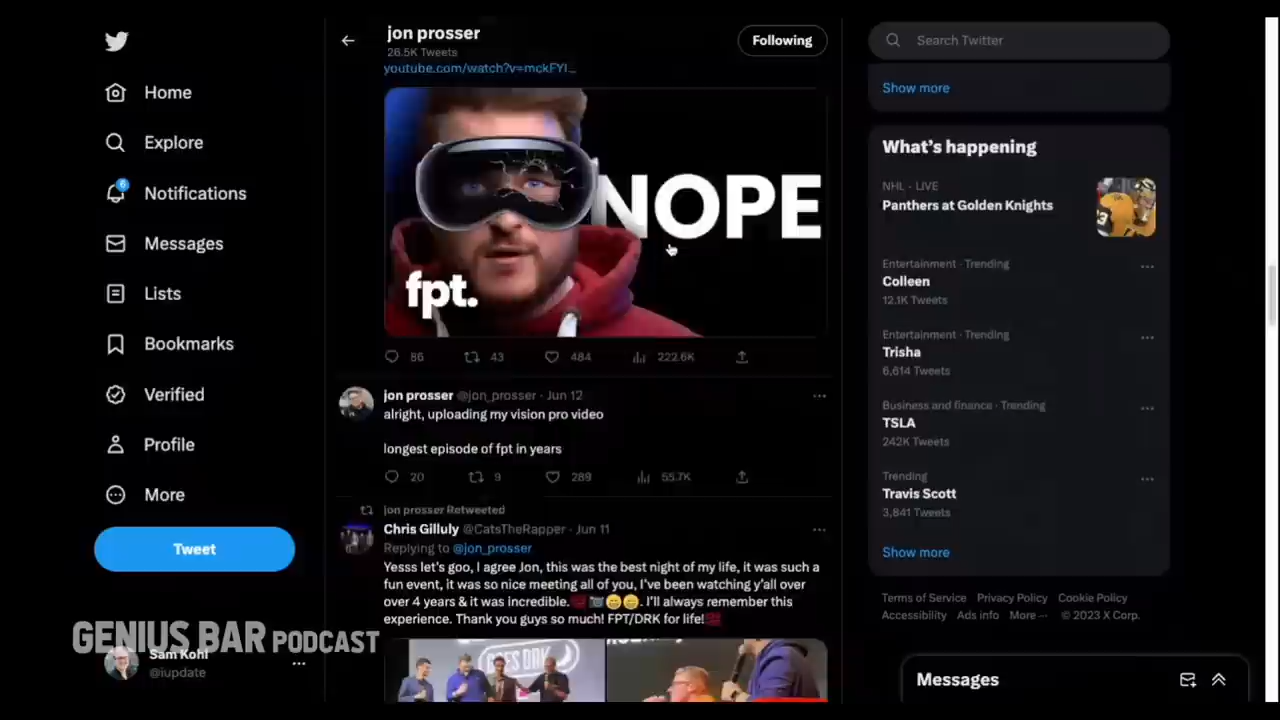 Home
Explore
6
Notifications
Messages
Lists
Bookmarks
Verified
Profile
More
Tweet
GENIUS BAR PODCAST
Sam Kohl
@iupdate
jon prosser
26.5K Tweets
Following
youtube.com/watch?v=mckFYI_...
NOPE
fpt.
86 43 484 222.6K
jon prosser @jon_prosser · Jun 12
alright, uploading my vision pro video
longest episode of fpt in years
20 9 289 55.7K
jon prosser Retweeted
Chris Gilluly @CatsTheRapper · Jun 11
Replying to @jon_prosser
Yesss let's goo, I agree Jon, this was the best night of my life, it was such a
fun event, it was so nice meeting all of you, I've been watching y'all over
over 4 years & it was incredible. I'll always remember this
experience. Thank you guys so much! FPT/DRK for life!
Search Twitter
Show more
What's happening
NHL · LIVE
Panthers at Golden Knights
Entertainment · Trending
Colleen
12.1K Tweets
Entertainment · Trending
Trisha
6,614 Tweets
Business and finance · Trending
TSLA
242K Tweets
Trending
Travis Scott
3,841 Tweets
Show more
Terms of Service Privacy Policy Cookie Policy
Accessibility Ads info More ··· © 2023 X Corp.
Messages